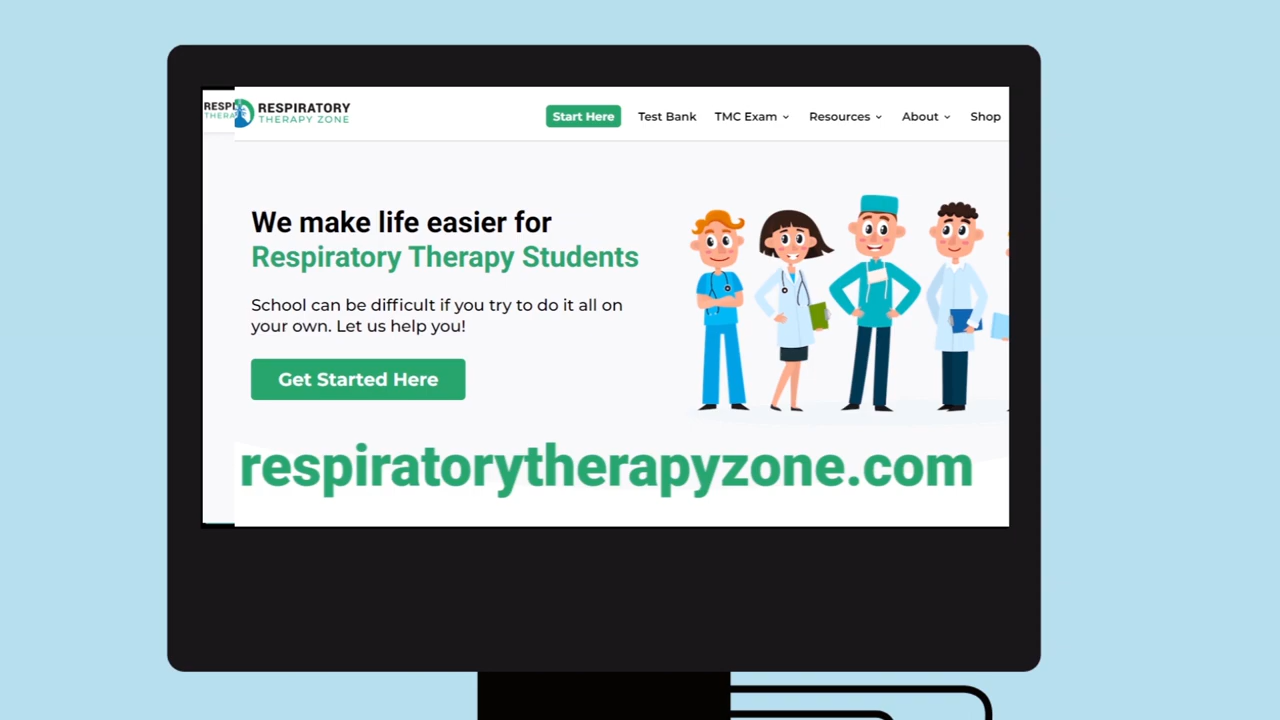 RESPI
THERA
RESPIRATORY
THERAPY ZONE
Start Here
Test Bank
TMC Exam
Resources
About
Shop
We make life easier for
Respiratory Therapy Students
School can be difficult if you try to do it all on
your own. Let us help you!
Get Started Here
respiratorytherapyzone.com